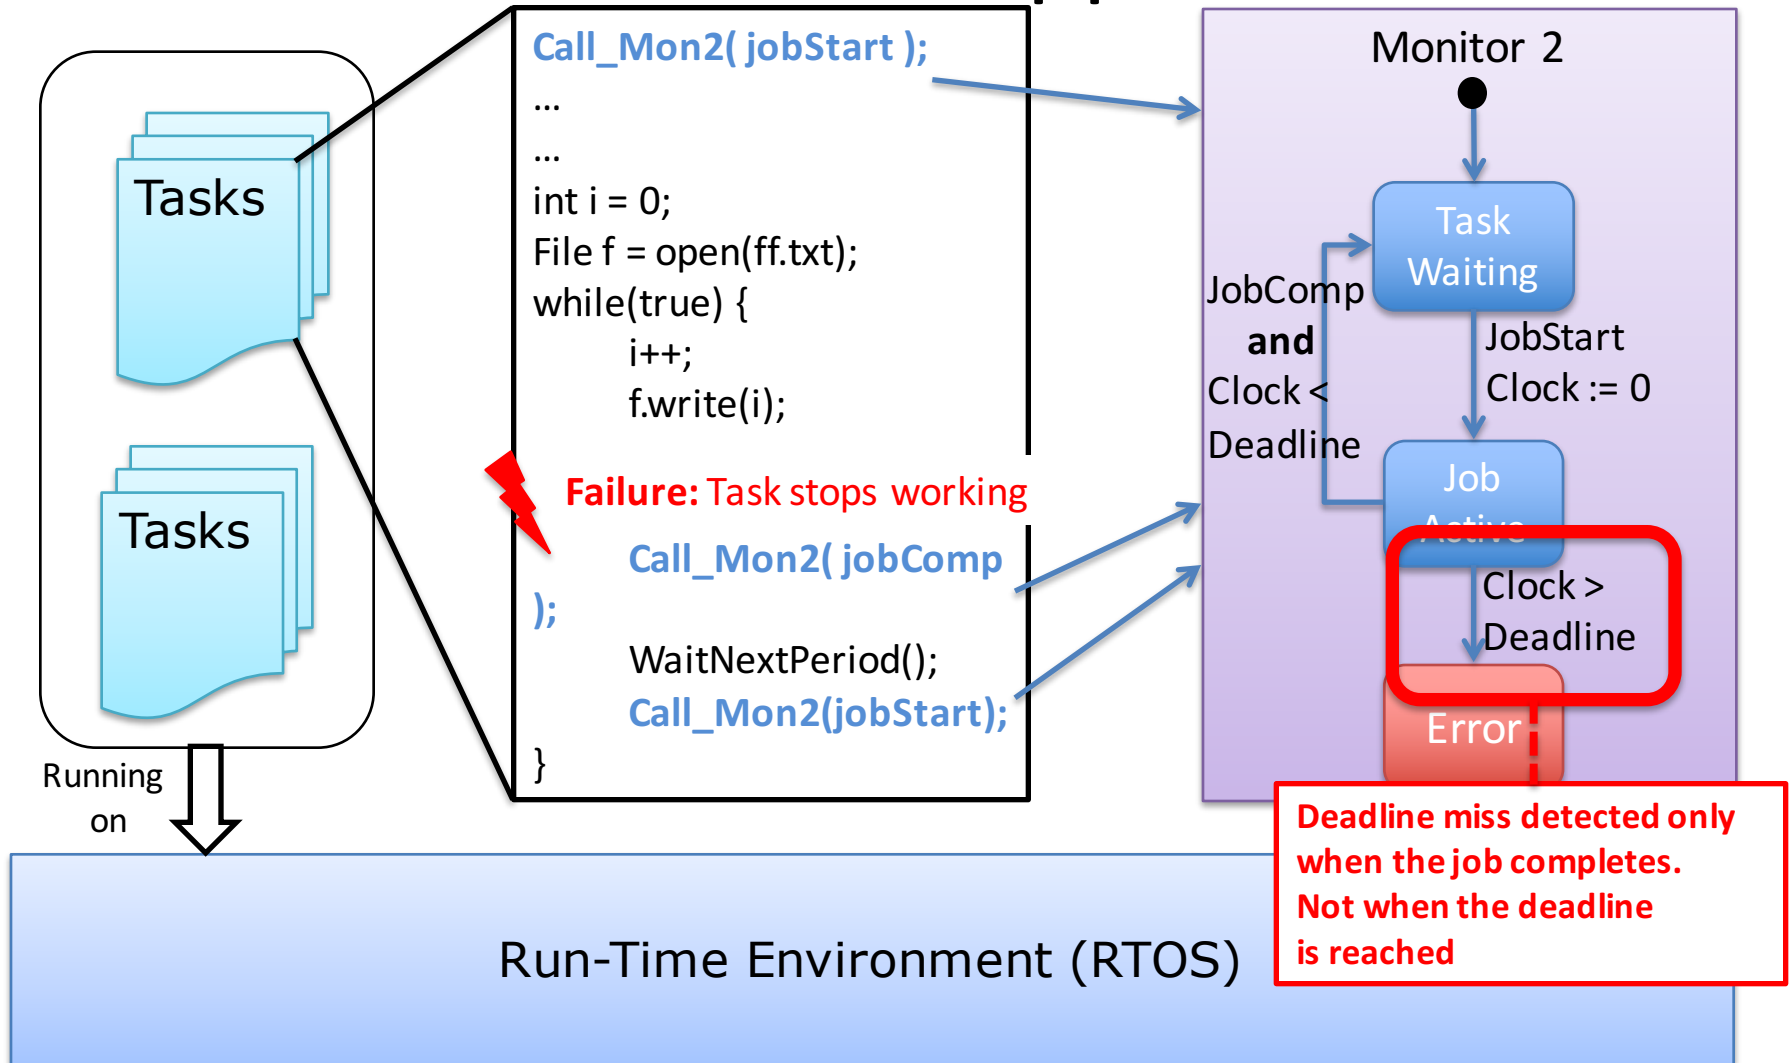 Tasks
Tasks
Running
on
Call_Mon2( jobStart );
...
...
int i = 0;
File f = open(ff.txt);
while(true) {
i++;
f.write(i);
Failure: Task stops working
Call_Mon2( jobComp
);
WaitNextPeriod();
Call_Mon2(jobStart);
}
Monitor 2
Task
Waiting
JobComp
and
Clock <
Deadline
JobStart
Clock := 0
Job
Active
Clock >
Deadline
Error
Deadline miss detected only
when the job completes.
Not when the deadline
is reached
Run-Time Environment (RTOS)